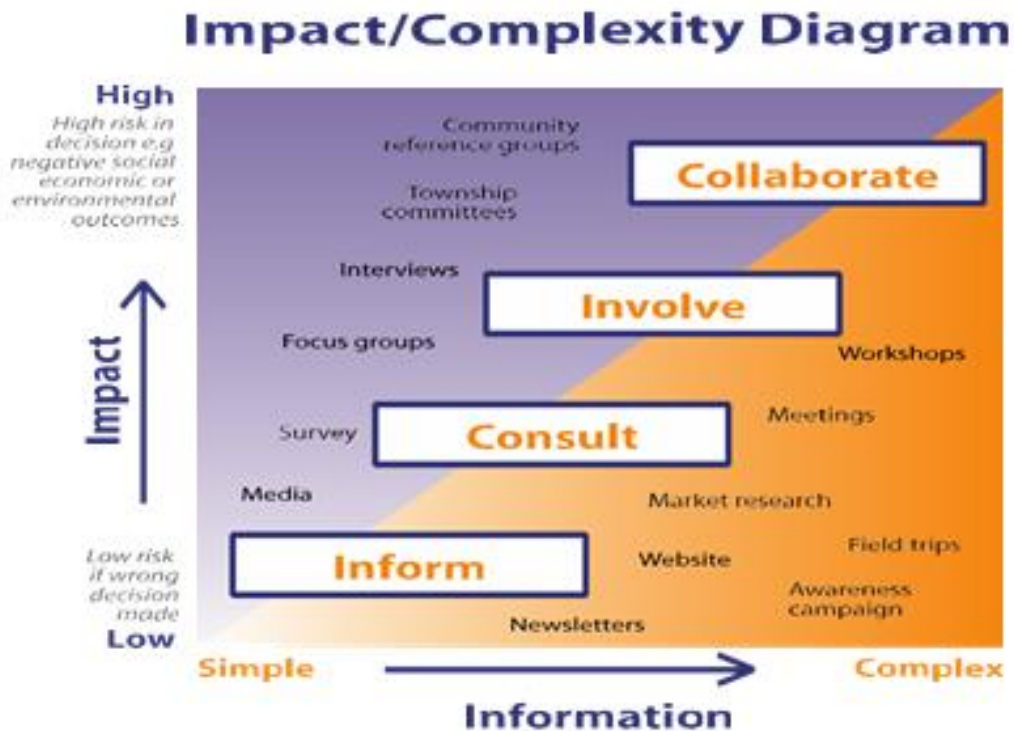 Impact/Complexity Diagram
High
High risk in
decision e.g
negative social
economic or
environmental
outcomes
Community
reference groups
Collaborate
Township
committees
Interviews
Involve
Focus groups
Workshops
Impact
Survey
Consult
Meetings
Media
Market research
Low risk
if wrong
decision
made
Low
Inform
Website
Field trips
Awareness
campaign
Newsletters
Simple
Complex
Information